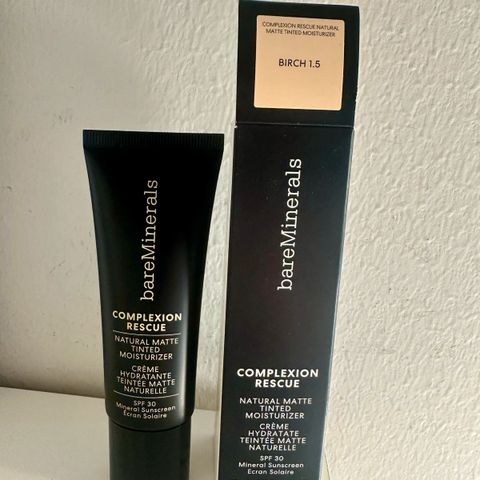 COMPLEXION RESCUE NATURAL
MATTE TINTED MOISTURIZER
BIRCH 1.5
bareMinerals
COMPLEXION
RESCUE
NATURAL MATTE
TINTED
MOISTURIZER
CRÈME
HYDRATANTE
TEINTÉE MATTE
NATURELLE
SPF 30
Mineral Sunscreen
Écran Solaire
bareMinerals
COMPLEXION
RESCUE
NATURAL MATTE
TINTED
MOISTURIZER
CRÈME
HYDRATATE
TEINTÉE MATTE
NATURELLE
SPF 30
Mineral Sunscreen
Écran Solaire